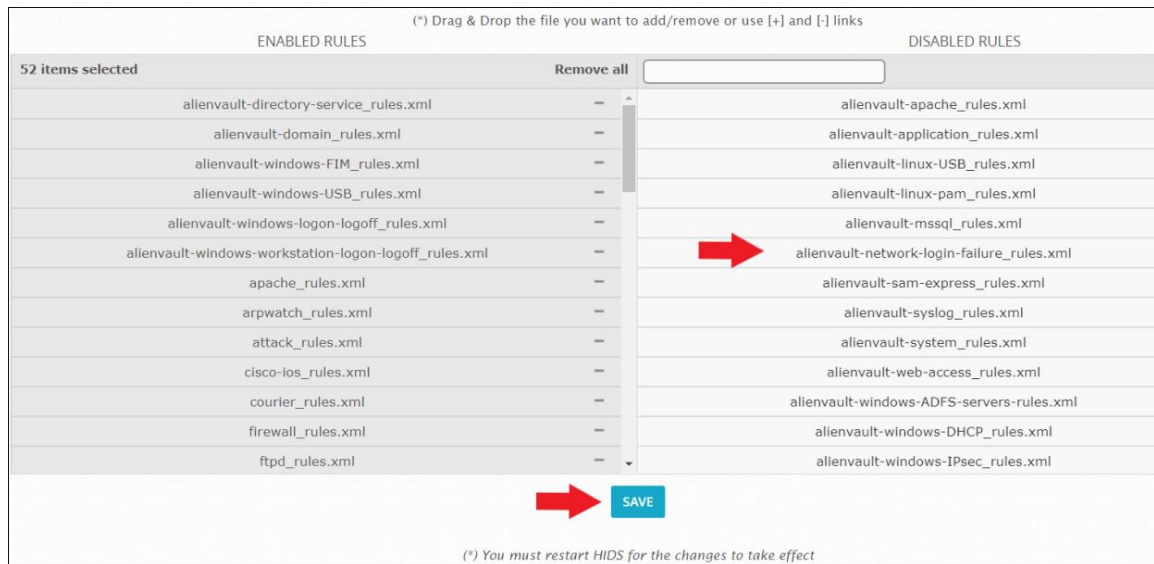 (*) Drag & Drop the file you want to add/remove or use [+] and [-] links
ENABLED RULES
DISABLED RULES
52 items selected
Remove all
alienvault-directory-service_rules.xml
alienvault-domain_rules.xml
alienvault-windows-FIM_rules.xml
alienvault-windows-USB_rules.xml
alienvault-windows-logon-logoff_rules.xml
alienvault-windows-workstation-logon-logoff_rules.xml
apache_rules.xml
arpwatch_rules.xml
attack_rules.xml
cisco-ios_rules.xml
courier_rules.xml
firewall_rules.xml
ftpd_rules.xml
alienvault-apache_rules.xml
alienvault-application_rules.xml
alienvault-linux-USB_rules.xml
alienvault-linux-pam_rules.xml
alienvault-mssql_rules.xml
alienvault-network-login-failure_rules.xml
alienvault-sam-express_rules.xml
alienvault-syslog_rules.xml
alienvault-system_rules.xml
alienvault-web-access_rules.xml
alienvault-windows-ADFS-servers-rules.xml
alienvault-windows-DHCP_rules.xml
alienvault-windows-IPsec_rules.xml
SAVE
(*) You must restart HIDS for the changes to take effect